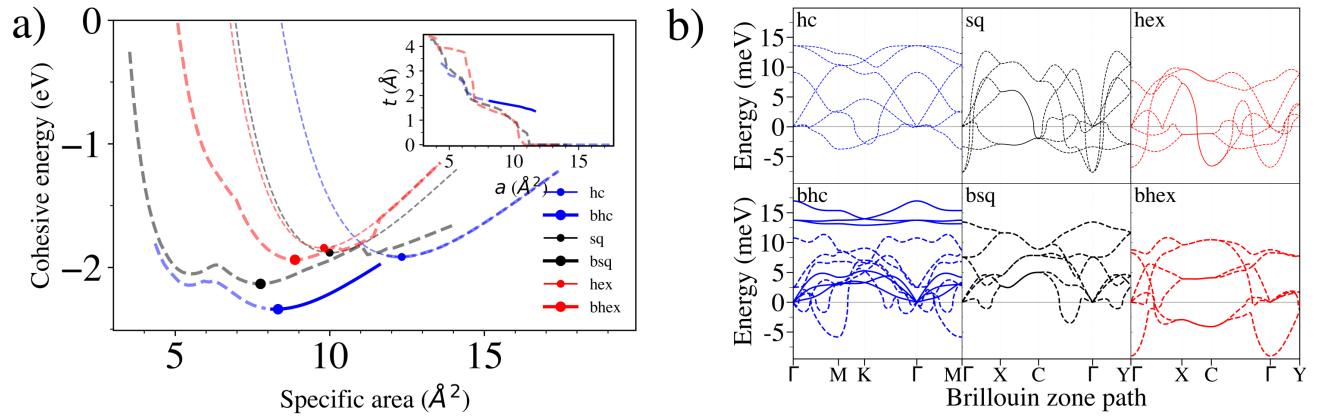 a)
Cohesive energy (eV)
0
−1
−2
5
10
15
Specific area (Å²)
t (Å)
4
3
2
1
0
5
10
15
a (Å²)
hc
bhc
sq
bsq
hex
bhex
b)
hc
sq
hex
Energy (meV)
15
10
5
0
-5
bhc
bsq
bhex
Energy (meV)
15
10
5
0
-5
Γ M K Γ M Γ X C Γ Y Γ X C Γ Y
Brillouin zone path